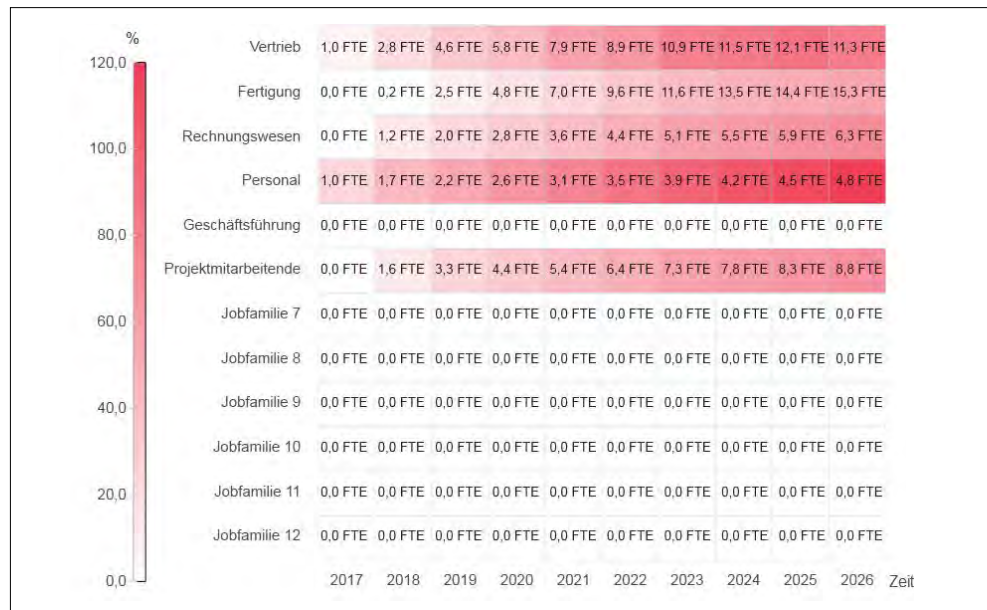 %
120,0
100,0
80,0
60,0
40,0
20,0
0,0
Vertrieb 1,0 FTE 2,8 FTE 4,6 FTE 5,8 FTE 7,9 FTE 8,9 FTE 10,9 FTE 11,5 FTE 12,1 FTE 11,3 FTE
Fertigung 0,0 FTE 0,2 FTE 2,5 FTE 4,8 FTE 7,0 FTE 9,6 FTE 11,6 FTE 13,5 FTE 14,4 FTE 15,3 FTE
Rechnungswesen 0,0 FTE 1,2 FTE 2,0 FTE 2,8 FTE 3,6 FTE 4,4 FTE 5,1 FTE 5,5 FTE 5,9 FTE 6,3 FTE
Personal 1,0 FTE 1,7 FTE 2,2 FTE 2,6 FTE 3,1 FTE 3,5 FTE 3,9 FTE 4,2 FTE 4,5 FTE 4,8 FTE
Geschäftsführung 0,0 FTE 0,0 FTE 0,0 FTE 0,0 FTE 0,0 FTE 0,0 FTE 0,0 FTE 0,0 FTE 0,0 FTE 0,0 FTE
Projektmitarbeitende 0,0 FTE 1,6 FTE 3,3 FTE 4,4 FTE 5,4 FTE 6,4 FTE 7,3 FTE 7,8 FTE 8,3 FTE 8,8 FTE
Jobfamilie 7 0,0 FTE 0,0 FTE 0,0 FTE 0,0 FTE 0,0 FTE 0,0 FTE 0,0 FTE 0,0 FTE 0,0 FTE 0,0 FTE
Jobfamilie 8 0,0 FTE 0,0 FTE 0,0 FTE 0,0 FTE 0,0 FTE 0,0 FTE 0,0 FTE 0,0 FTE 0,0 FTE 0,0 FTE
Jobfamilie 9 0,0 FTE 0,0 FTE 0,0 FTE 0,0 FTE 0,0 FTE 0,0 FTE 0,0 FTE 0,0 FTE 0,0 FTE 0,0 FTE
Jobfamilie 10 0,0 FTE 0,0 FTE 0,0 FTE 0,0 FTE 0,0 FTE 0,0 FTE 0,0 FTE 0,0 FTE 0,0 FTE 0,0 FTE
Jobfamilie 11 0,0 FTE 0,0 FTE 0,0 FTE 0,0 FTE 0,0 FTE 0,0 FTE 0,0 FTE 0,0 FTE 0,0 FTE 0,0 FTE
Jobfamilie 12 0,0 FTE 0,0 FTE 0,0 FTE 0,0 FTE 0,0 FTE 0,0 FTE 0,0 FTE 0,0 FTE 0,0 FTE 0,0 FTE
2017 2018 2019 2020 2021 2022 2023 2024 2025 2026 Zeit